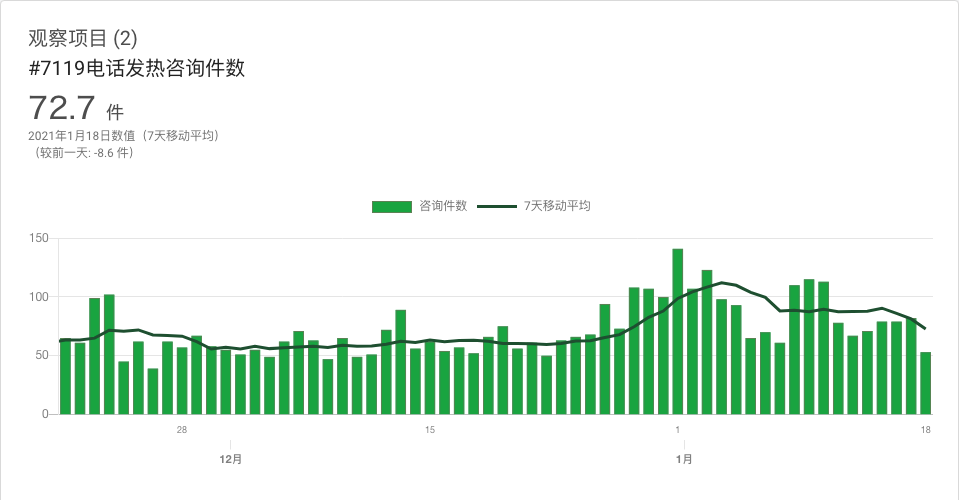 观察项目 (2)
#7119电话发热咨询件数
72.7 件
2021年1月18日数值（7天移动平均）
（较前一天: -8.6 件）
咨询件数 7天移动平均
150
100
50
0
28 15 1 18
12月 1月